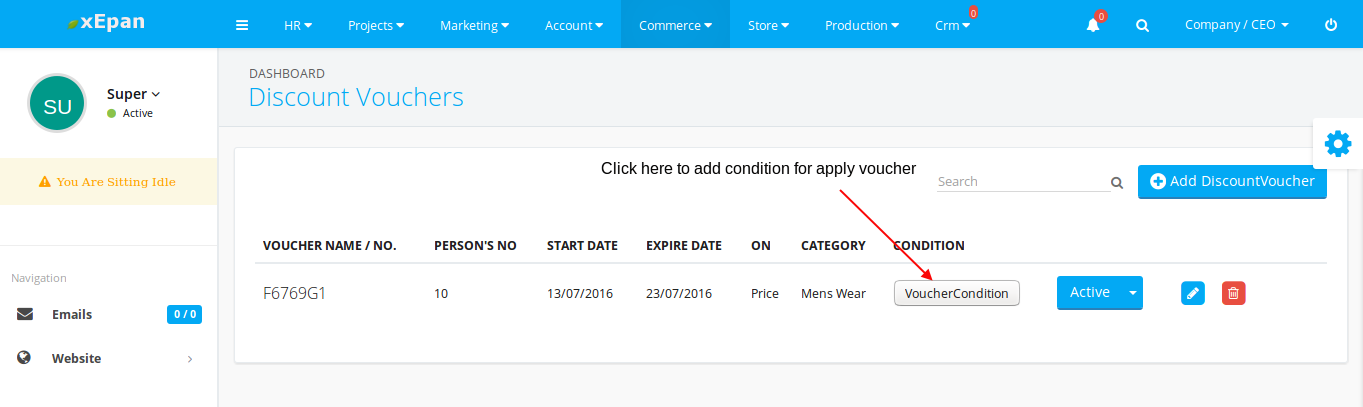 xEpan
HR
Projects
Marketing
Account
Commerce
Store
Production
Crm
0
0
Company / CEO
SU
Super
Active
You Are Sitting Idle
Navigation
Emails
0 / 0
Website
DASHBOARD
Discount Vouchers
Click here to add condition for apply voucher
Search
Add DiscountVoucher
VOUCHER NAME / NO. PERSON'S NO START DATE EXPIRE DATE ON CATEGORY CONDITION
F6769G1 10 13/07/2016 23/07/2016 Price Mens Wear VoucherCondition Active